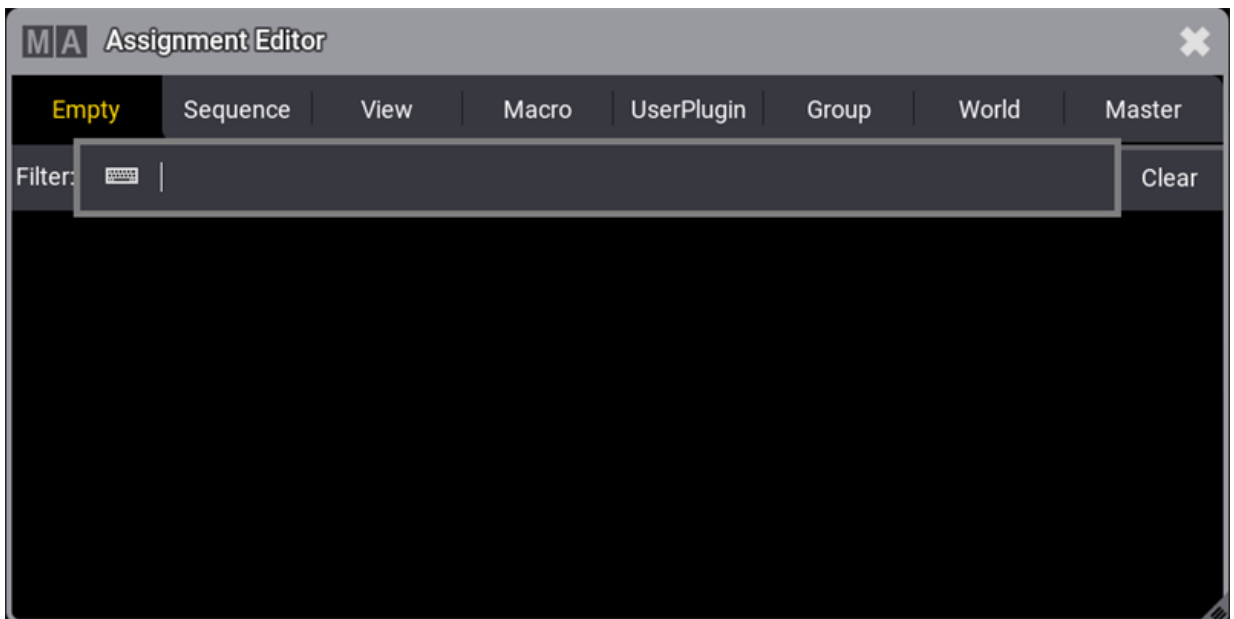 MA Assignment Editor
Empty Sequence View Macro UserPlugin Group World Master
Filter: Clear